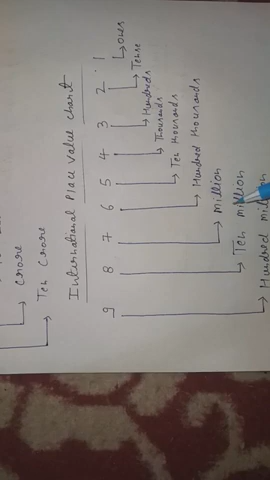 Crore
Ten Crore
International Place value chart
9 8 7 6 5 4 3 2 1
Ones
Tens
Hundreds
Thousands
Ten thousands
Hundred thousands
million
Ten million
Hundred million